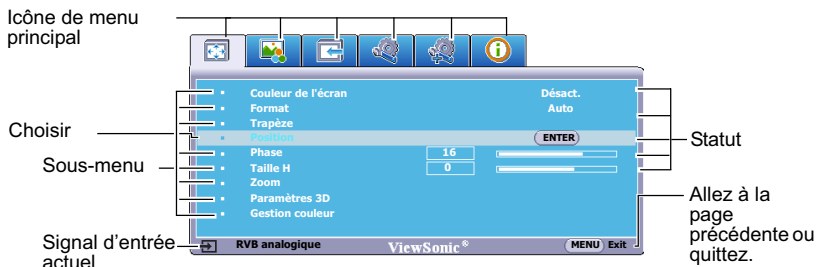 Icône de menu
principal
Couleur de l'écran Désact.
Format Auto
Trapèze
Choisir
Position ENTER
Statut
Phase 16
Sous-menu
Taille H 0
Zoom
Paramètres 3D
Gestion couleur
Allez à la
page
précédente ou
quittez.
Signal d'entrée
actuel
RVB analogique ViewSonic® MENU Exit